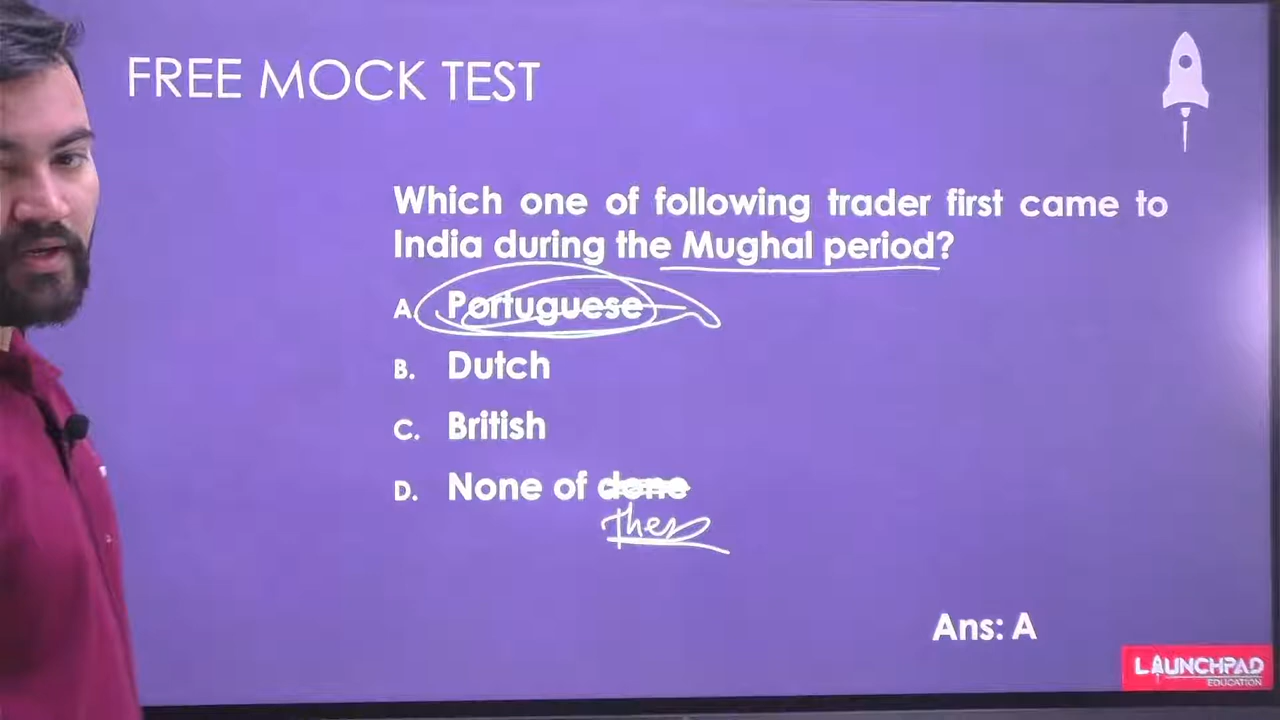 FREE MOCK TEST
Which one of following trader first came to
India during the Mughal period?
A. Portuguese
B. Dutch
C. British
D. None of done
Ans: A
LAUNCHPAD
EDUCATION